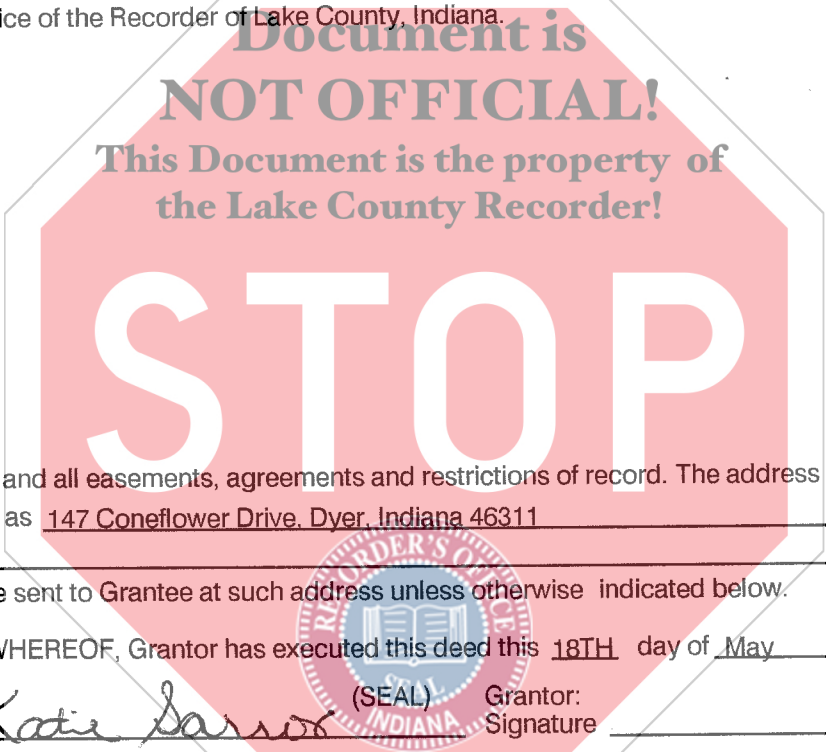 ice of the Recorder of Lake County, Indiana.
Document is
NOT OFFICIAL!
This Document is the property of
the Lake County Recorder!
STOP
and all easements, agreements and restrictions of record. The address
as 147 Coneflower Drive, Dyer, Indiana 46311
e sent to Grantee at such address unless otherwise indicated below.
WHEREOF, Grantor has executed this deed this 18TH day of May
(SEAL) Grantor:
Katie Sarros Signature
RECORDER'S OFFICE
SEAL
INDIANA